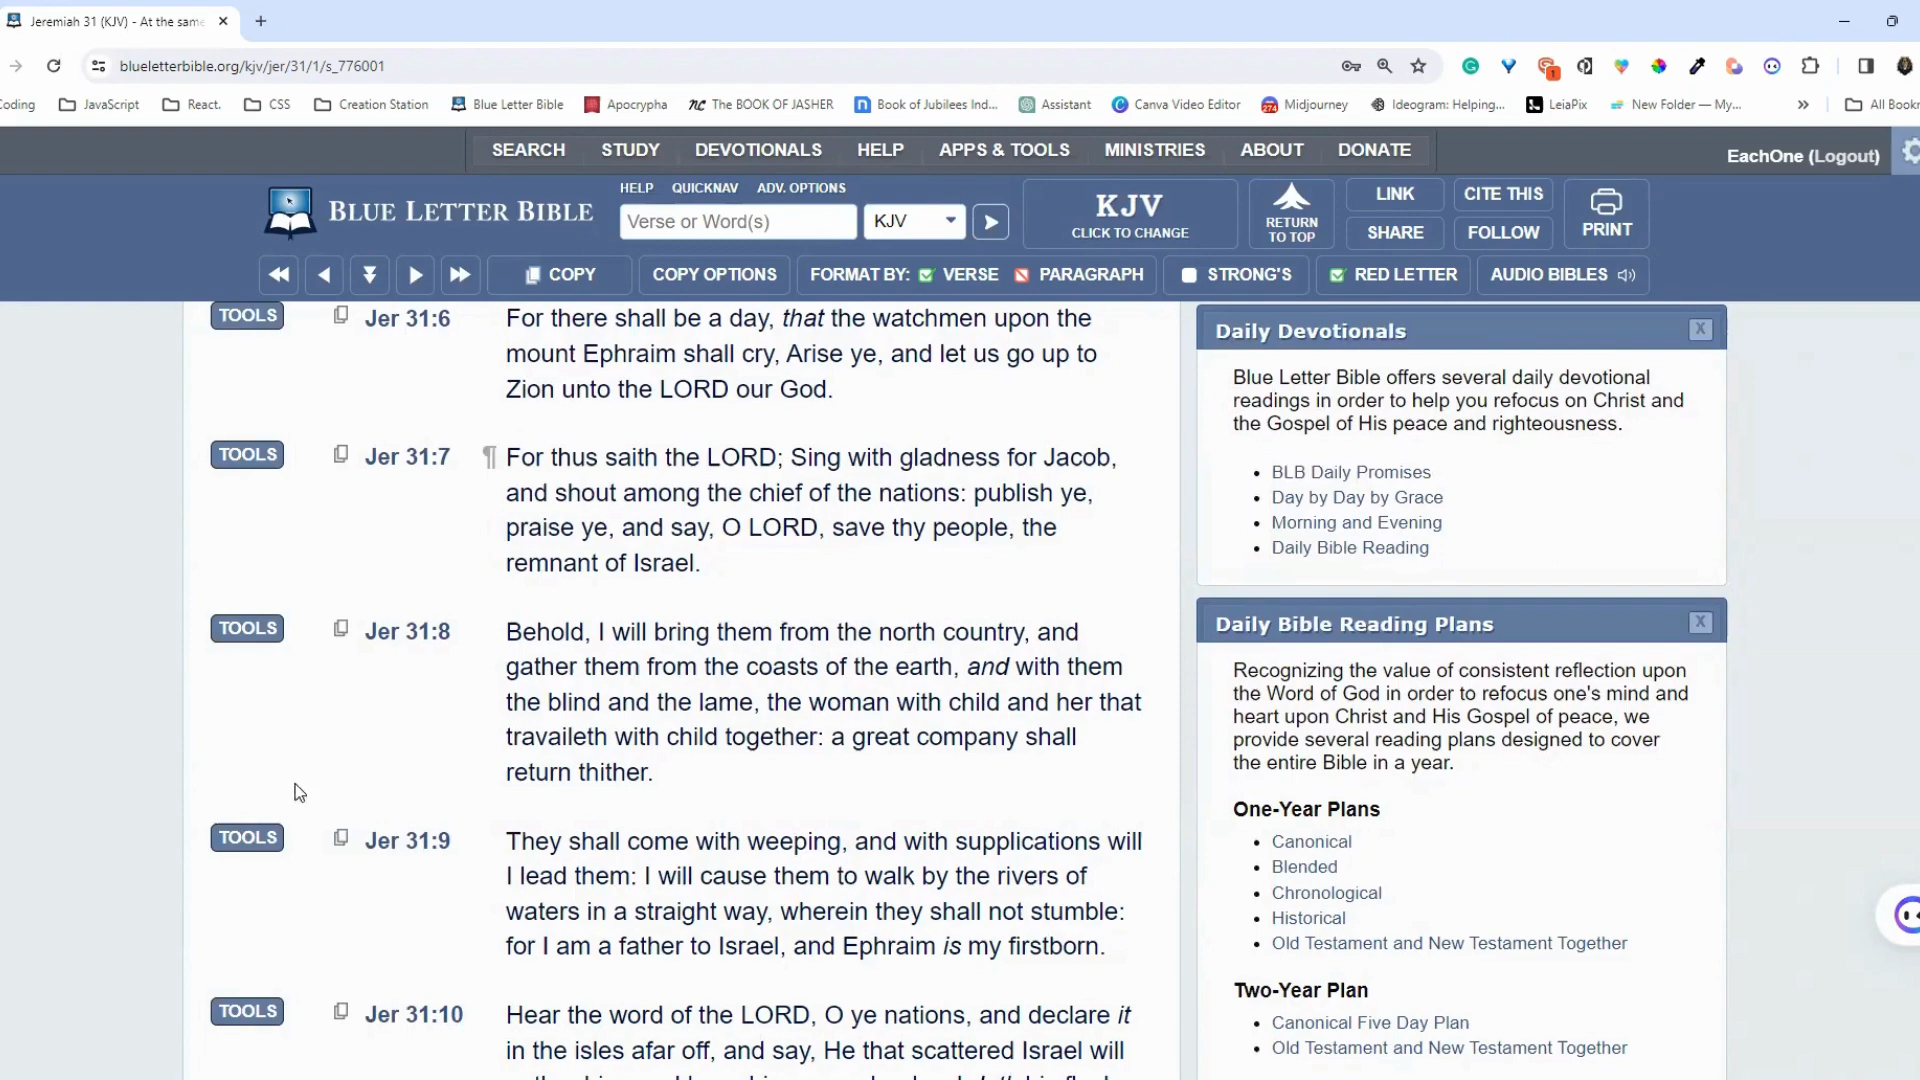 Jeremiah 31 (KJV) - At the same
blueletterbible.org/kjv/jer/31/1/s_776001
1
Coding JavaScript React. CSS Creation Station Blue Letter Bible Apocrypha The BOOK OF JASHER Book of Jubilees Ind... Assistant Canva Video Editor Midjourney Ideogram: Helping,... LeiaPix New Folder — My... » All Bookm
SEARCH STUDY DEVOTIONALS HELP APPS & TOOLS MINISTRIES ABOUT DONATE
EachOne (Logout)
BLUE LETTER BIBLE
HELP QUICKNAV ADV. OPTIONS
Verse or Word(s) KJV
KJV
CLICK TO CHANGE
RETURN
TO TOP
LINK CITE THIS
SHARE FOLLOW
PRINT
COPY COPY OPTIONS FORMAT BY: VERSE PARAGRAPH STRONG'S RED LETTER AUDIO BIBLES
TOOLS Jer 31:6 For there shall be a day, that the watchmen upon the
mount Ephraim shall cry, Arise ye, and let us go up to
Zion unto the LORD our God.
TOOLS Jer 31:7 ¶ For thus saith the LORD; Sing with gladness for Jacob,
and shout among the chief of the nations: publish ye,
praise ye, and say, O LORD, save thy people, the
remnant of Israel.
TOOLS Jer 31:8 Behold, I will bring them from the north country, and
gather them from the coasts of the earth, and with them
the blind and the lame, the woman with child and her that
travaileth with child together: a great company shall
return thither.
TOOLS Jer 31:9 They shall come with weeping, and with supplications will
I lead them: I will cause them to walk by the rivers of
waters in a straight way, wherein they shall not stumble:
for I am a father to Israel, and Ephraim is my firstborn.
TOOLS Jer 31:10 Hear the word of the LORD, O ye nations, and declare it
in the isles afar off, and say, He that scattered Israel will
Daily Devotionals X
Blue Letter Bible offers several daily devotional
readings in order to help you refocus on Christ and
the Gospel of His peace and righteousness.
• BLB Daily Promises
• Day by Day by Grace
• Morning and Evening
• Daily Bible Reading
Daily Bible Reading Plans X
Recognizing the value of consistent reflection upon
the Word of God in order to refocus one's mind and
heart upon Christ and His Gospel of peace, we
provide several reading plans designed to cover
the entire Bible in a year.
One-Year Plans
• Canonical
• Blended
• Chronological
• Historical
• Old Testament and New Testament Together
Two-Year Plan
• Canonical Five Day Plan
• Old Testament and New Testament Together